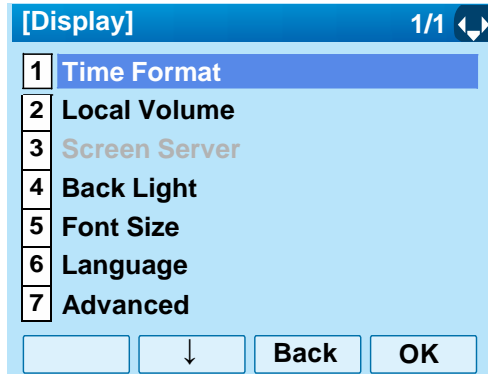 [Display] 1/1
1 Time Format
2 Local Volume
3 Screen Server
4 Back Light
5 Font Size
6 Language
7 Advanced
↓ Back OK